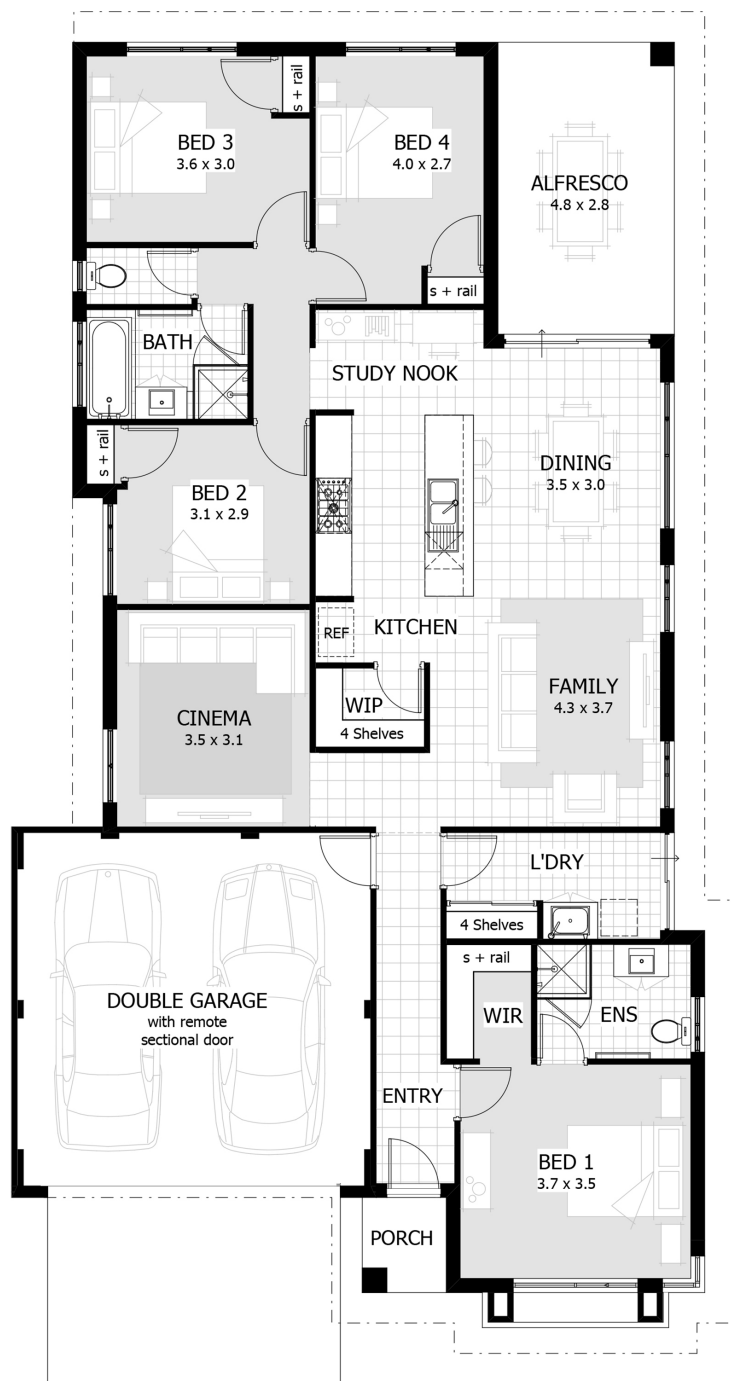 s + rail
BED 3
3.6 x 3.0
BED 4
4.0 x 2.7
ALFRESCO
4.8 x 2.8
s + rail
BATH
STUDY NOOK
s + rail
BED 2
3.1 x 2.9
DINING
3.5 x 3.0
REF
KITCHEN
CINEMA
3.5 x 3.1
WIP
4 Shelves
FAMILY
4.3 x 3.7
L'DRY
4 Shelves
s + rail
DOUBLE GARAGE
with remote
sectional door
WIR
ENS
ENTRY
BED 1
3.7 x 3.5
PORCH